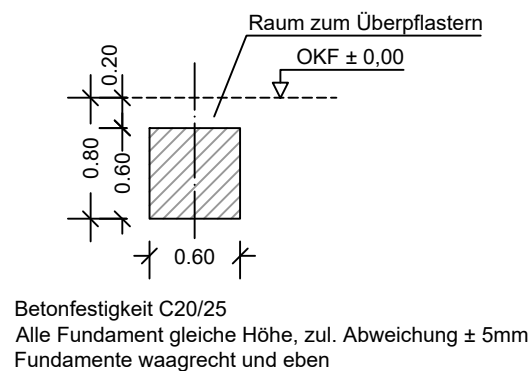 Raum zum Überpflastern
OKF ± 0,00
0.20
0.80
0.60
0.60
Betonfestigkeit C20/25
Alle Fundament gleiche Höhe, zul. Abweichung ± 5mm
Fundamente waagrecht und eben